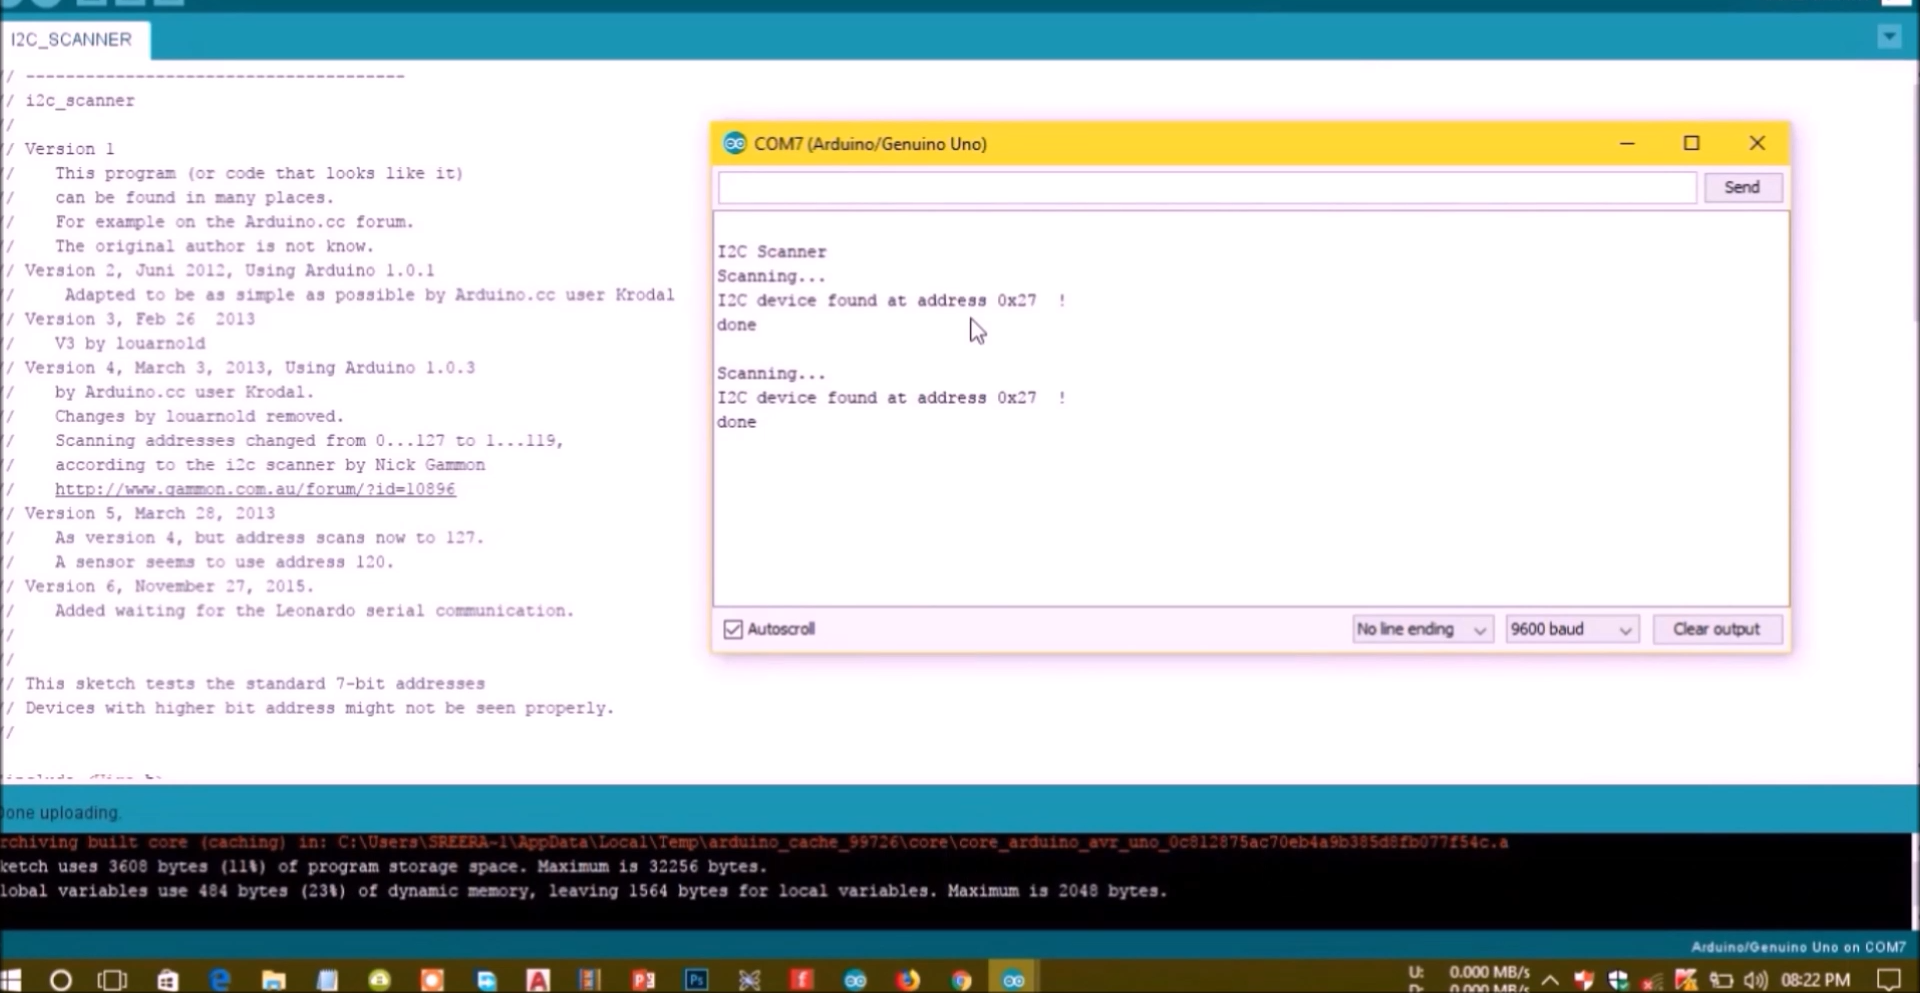 I2C_SCANNER
/ --------------------------------------
/ i2c_scanner
/
/ Version 1
/ This program (or code that looks like it)
/ can be found in many places.
/ For example on the Arduino.cc forum.
/ The original author is not know.
/ Version 2, Juni 2012, Using Arduino 1.0.1
/ Adapted to be as simple as possible by Arduino.cc user Krodal
/ Version 3, Feb 26 2013
/ V3 by louarnold
/ Version 4, March 3, 2013, Using Arduino 1.0.3
/ by Arduino.cc user Krodal.
/ Changes by louarnold removed.
/ Scanning addresses changed from 0...127 to 1...119,
/ according to the i2c scanner by Nick Gammon
/ http://www.gammon.com.au/forum/?id=10896
/ Version 5, March 28, 2013
/ As version 4, but address scans now to 127.
/ A sensor seems to use address 120.
/ Version 6, November 27, 2015.
/ Added waiting for the Leonardo serial communication.
/
/
/ This sketch tests the standard 7-bit addresses
/ Devices with higher bit address might not be seen properly.
/
COM7 (Arduino/Genuino Uno)
Send
I2C Scanner
Scanning...
I2C device found at address 0x27 !
done
Scanning...
I2C device found at address 0x27 !
done
Autoscroll
No line ending
9600 baud
Clear output
one uploading.
rchiving built core (caching) in: C:\Users\SREERA~1\AppData\Local\Temp\arduino_cache_99726\core\core_arduino_avr_uno_0c812875ac70eb4a9b385d8fb077f54c.a
ketch uses 3608 bytes (11%) of program storage space. Maximum is 32256 bytes.
lobal variables use 484 bytes (23%) of dynamic memory, leaving 1564 bytes for local variables. Maximum is 2048 bytes.
Arduino/Genuino Uno on COM7
U: 0.000 MB/s
D: 0.000 MB/s
08:22 PM